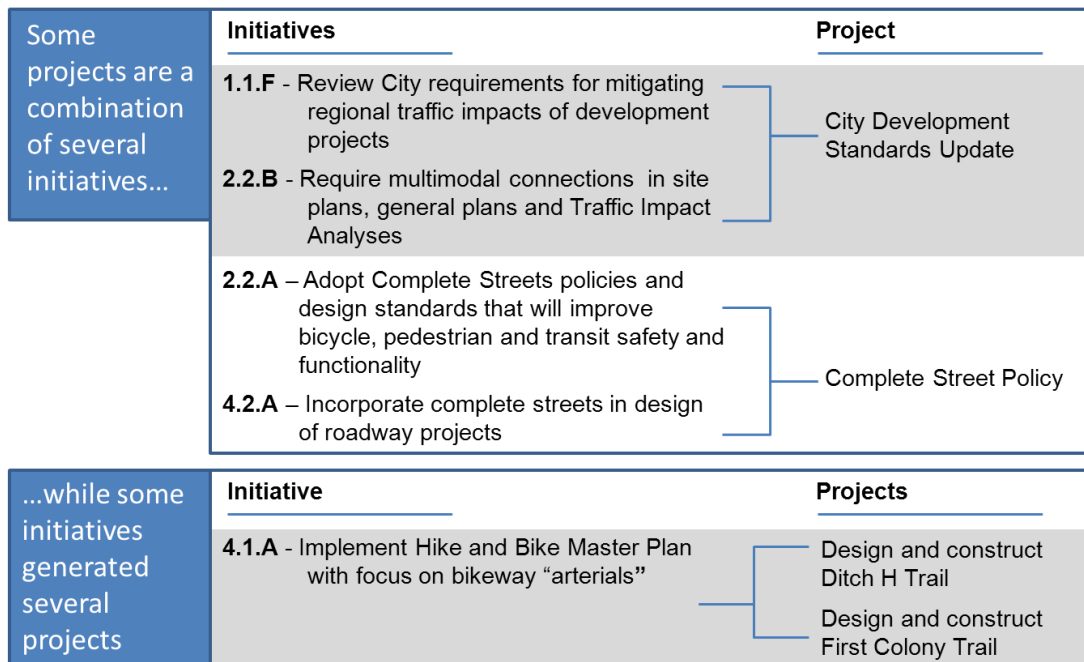 Some
projects are a
combination
of several
initiatives…
Initiatives
Project
1.1.F - Review City requirements for mitigating
regional traffic impacts of development
projects
2.2.B - Require multimodal connections in site
plans, general plans and Traffic Impact
Analyses
City Development
Standards Update
2.2.A – Adopt Complete Streets policies and
design standards that will improve
bicycle, pedestrian and transit safety and
functionality
4.2.A – Incorporate complete streets in design
of roadway projects
Complete Street Policy
…while some
initiatives
generated
several
projects
Initiative
Projects
4.1.A - Implement Hike and Bike Master Plan
with focus on bikeway “arterials”
Design and construct
Ditch H Trail
Design and construct
First Colony Trail